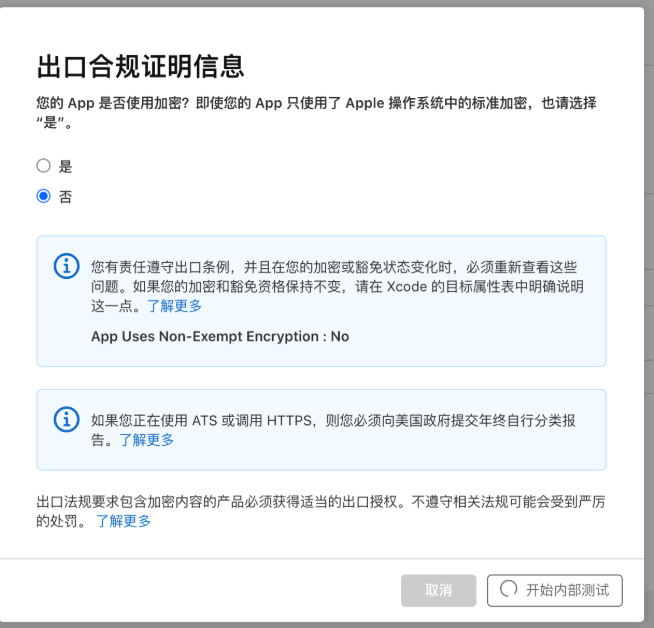 出口合规证明信息
您的 App 是否使用加密？即使您的 App 只使用了 Apple 操作系统中的标准加密，也请选择
“是”。
是
否
您有责任遵守出口条例，并且在您的加密或豁免状态变化时，必须重新查看这些
问题。如果您的加密和豁免资格保持不变，请在 Xcode 的目标属性表中明确说明
这一点。了解更多
App Uses Non-Exempt Encryption : No
如果您正在使用 ATS 或调用 HTTPS，则您必须向美国政府提交年终自行分类报
告。了解更多
出口法规要求包含加密内容的产品必须获得适当的出口授权。不遵守相关法规可能会受到严厉
的处罚。 了解更多
取消
开始内部测试